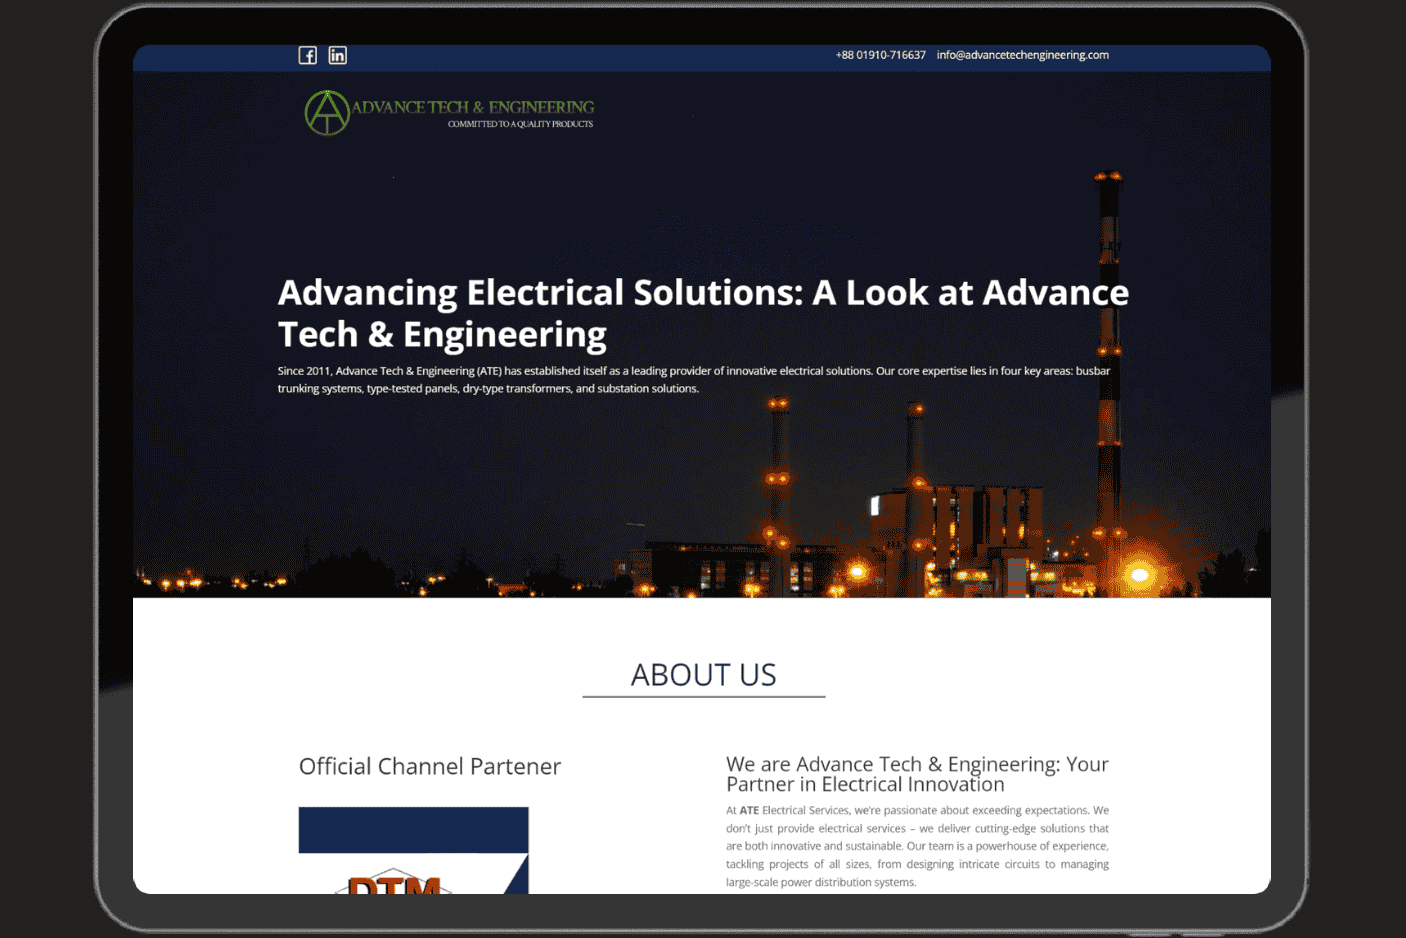 +88 01910-716637 info@advancetechengineering.com
ADVANCE TECH & ENGINEERING
COMMITTED TO A QUALITY PRODUCTS
Advancing Electrical Solutions: A Look at Advance
Tech & Engineering
Since 2011, Advance Tech & Engineering (ATE) has established itself as a leading provider of innovative electrical solutions. Our core expertise lies in four key areas: busbar
trunking systems, type-tested panels, dry-type transformers, and substation solutions.
ABOUT US
Official Channel Partener
DTM
We are Advance Tech & Engineering: Your
Partner in Electrical Innovation
At ATE Electrical Services, we’re passionate about exceeding expectations. We
don’t just provide electrical services – we deliver cutting-edge solutions that
are both innovative and sustainable. Our team is a powerhouse of experience,
tackling projects of all sizes, from designing intricate circuits to managing
large-scale power distribution systems.